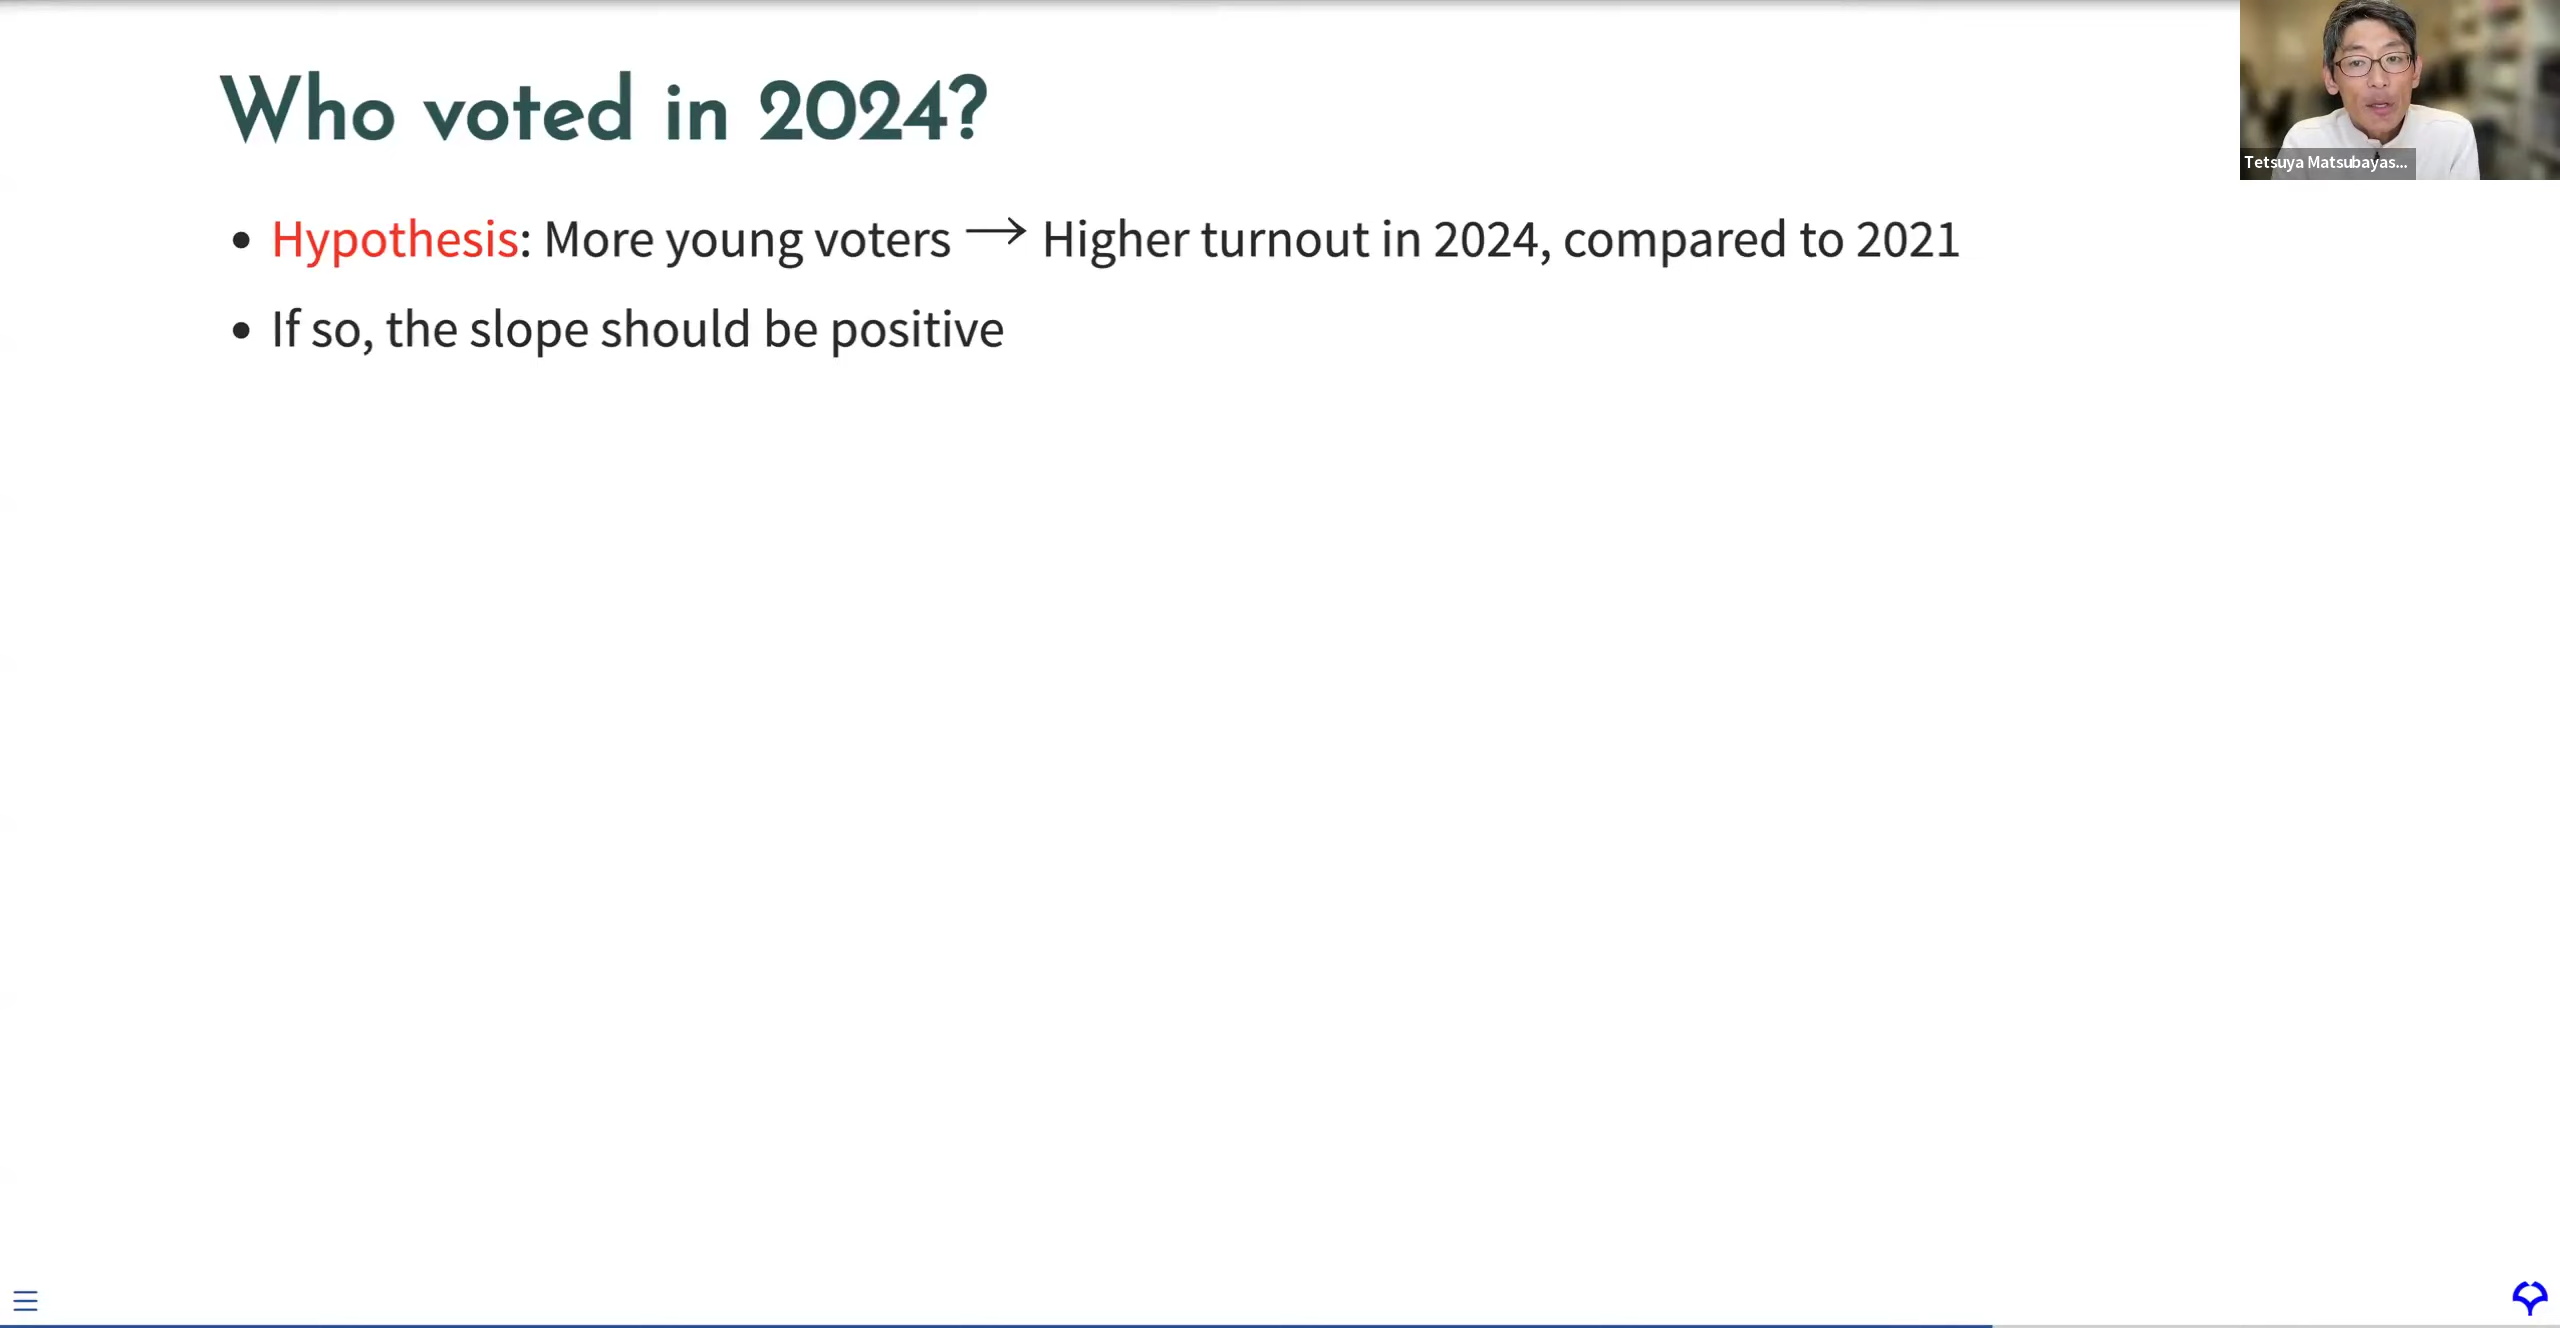 Who voted in 2024?
Tetsuya Matsubayas...
• Hypothesis: More young voters → Higher turnout in 2024, compared to 2021
• If so, the slope should be positive